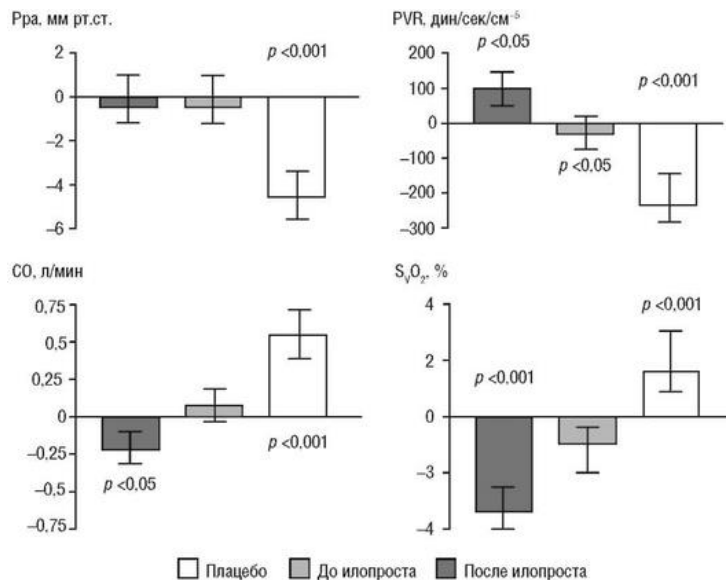 Ppa, мм рт.ст.
2
0
–2
–4
–6
p <0,001
PVR, дин/сек/см⁻⁵
p <0,05
200
100
0
–100
–200
–300
p <0,05
p <0,001
CO, л/мин
0,75
0,5
0,25
0
–0,25
–0,5
–0,75
p <0,05
p <0,001
SᵥO₂, %
4
2
0
–3
–4
p <0,001
p <0,001
Плацебо До илопроста После илопроста